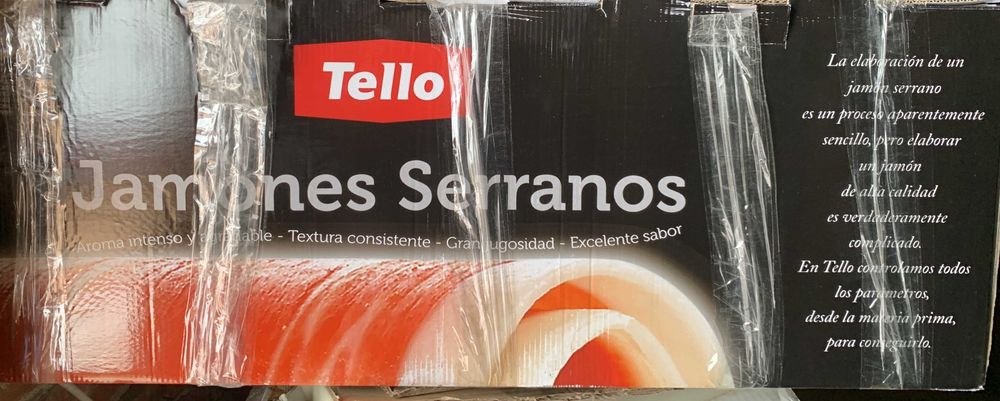 Tello
Jamones Serranos
Aroma intenso y agradable - Textura consistente - Gran jugosidad - Excelente sabor
La elaboración de un
jamón serrano
es un proceso aparentemente
sencillo, pero elaborar
un jamón
de alta calidad
es verdaderamente
complicado.
En Tello controlamos todos
los parámetros,
desde la materia prima,
para conseguirlo.